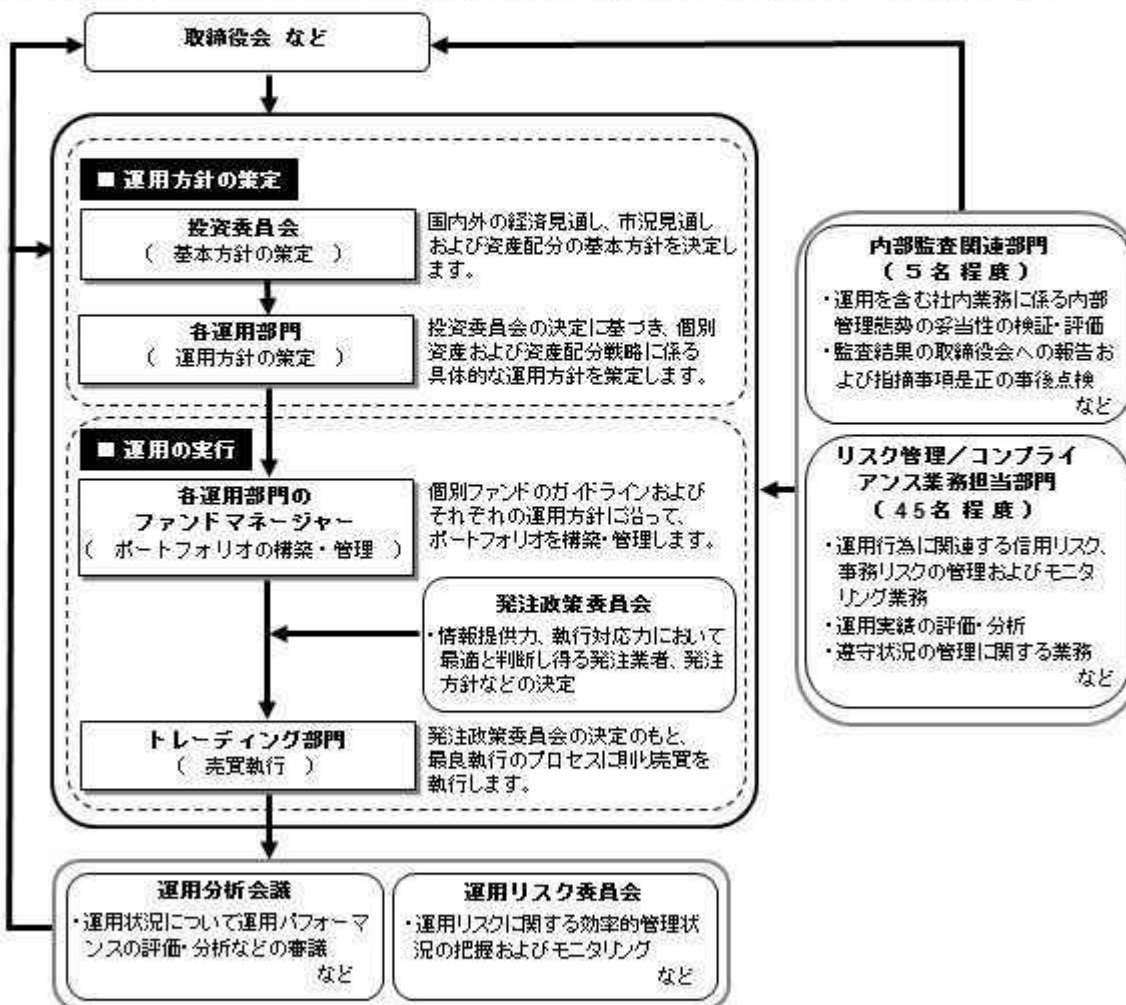 取締役会 など
■ 運用方針の策定
投資委員会
( 基本方針の策定 )
国内外の経済見通し、市況見通し
および資産配分の基本方針を決定し
ます。
各運用部門
( 運用方針の策定 )
投資委員会の決定に基づき、個別
資産および資産配分戦略に係る
具体的な運用方針を策定します。
■ 運用の実行
各運用部門の
ファンドマネージャー
( ポートフォリオの構築・管理 )
個別ファンドのガイドラインおよび
それぞれの運用方針に沿って、
ポートフォリオを構築・管理します。
発注政策委員会
・情報提供力、執行対応力において
最適と判断し得る発注業者、発注
方針などの決定
トレーディング部門
( 売買執行 )
発注政策委員会の決定のもと、
最良執行のプロセスに則り売買を
執行します。
運用分析会議
・運用状況について運用パフォーマ
ンスの評価・分析などの審議
など
運用リスク委員会
・運用リスクに関する効率的管理状
況の把握およびモニタリング
など
内部監査関連部門
( 5名程度 )
・運用を含む社内業務に係る内部
管理態勢の妥当性の検証・評価
・監査結果の取締役会への報告お
よび指摘事項是正の事後点検
など
リスク管理/コンプライ
アンス業務担当部門
( 45名程度 )
・運用行為に関連する信用リスク、
事務リスクの管理およびモニタ
リング業務
・運用実績の評価・分析
・遵守状況の管理に関する業務
など